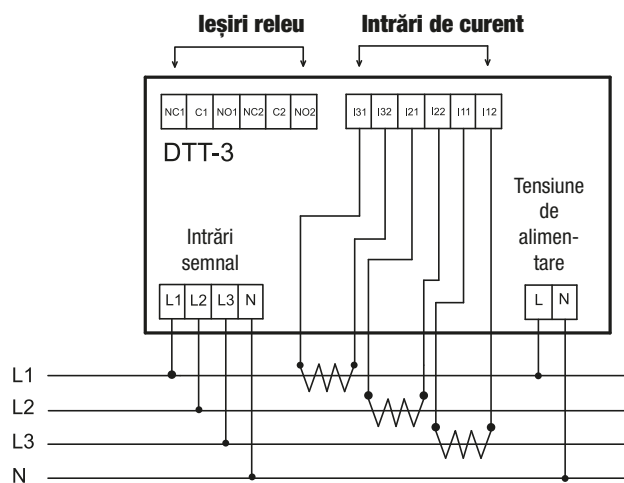 Ieșiri releu Intrări de curent
NC1 C1 NO1 NC2 C2 NO2 I31 I32 I21 I22 I11 I12
DTT-3
Tensiune
de
alimen-
tare
Intrări
semnal
L1 L2 L3 N L N
L1
L2
L3
N